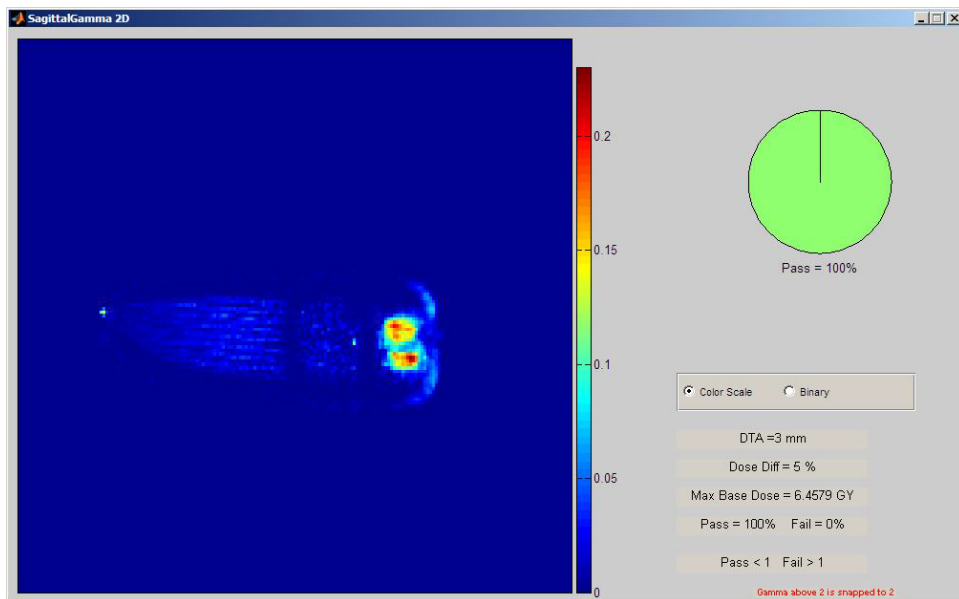 SagittalGamma 2D
0.2
0.15
0.1
0.05
0
Pass = 100%
Color Scale Binary
DTA =3 mm
Dose Diff = 5 %
Max Base Dose = 6.4579 GY
Pass = 100% Fail = 0%
Pass < 1 Fail > 1
Gamma above 2 is snapped to 2